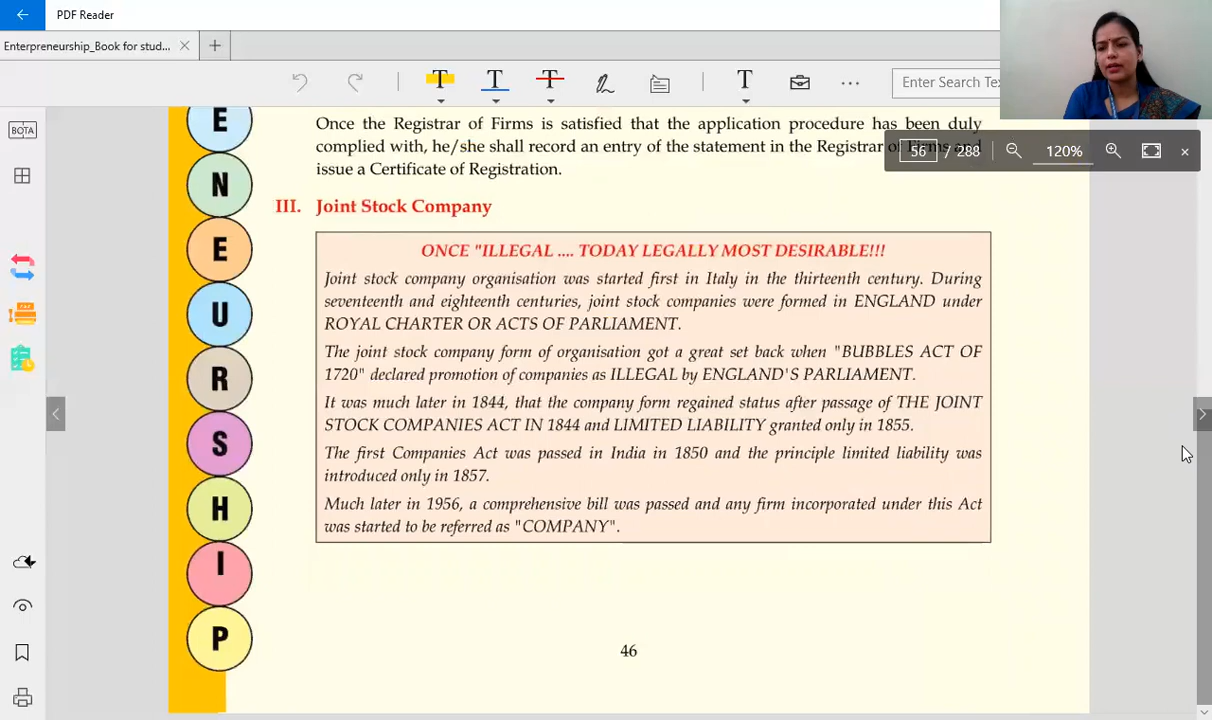 PDF Reader
Enterpreneurship_Book for stud...
T T T T
Enter Search Tex
BOTA
56 / 288 120%
E
N
E
U
R
S
H
I
P
Once the Registrar of Firms is satisfied that the application procedure has been duly
complied with, he/she shall record an entry of the statement in the Registrar of Firms and
issue a Certificate of Registration.
III. Joint Stock Company
ONCE "ILLEGAL .... TODAY LEGALLY MOST DESIRABLE!!!
Joint stock company organisation was started first in Italy in the thirteenth century. During
seventeenth and eighteenth centuries, joint stock companies were formed in ENGLAND under
ROYAL CHARTER OR ACTS OF PARLIAMENT.
The joint stock company form of organisation got a great set back when "BUBBLES ACT OF
1720" declared promotion of companies as ILLEGAL by ENGLAND'S PARLIAMENT.
It was much later in 1844, that the company form regained status after passage of THE JOINT
STOCK COMPANIES ACT IN 1844 and LIMITED LIABILITY granted only in 1855.
The first Companies Act was passed in India in 1850 and the principle limited liability was
introduced only in 1857.
Much later in 1956, a comprehensive bill was passed and any firm incorporated under this Act
was started to be referred as "COMPANY".
46